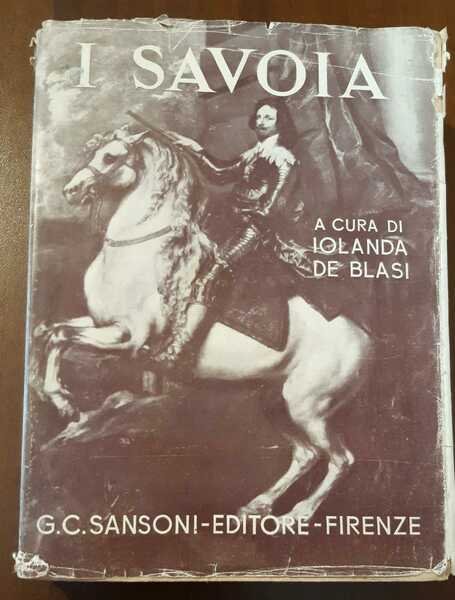 I SAVOIA
A CURA DI
IOLANDA
DE BLASI
G.C. SANSONI-EDITORE-FIRENZE